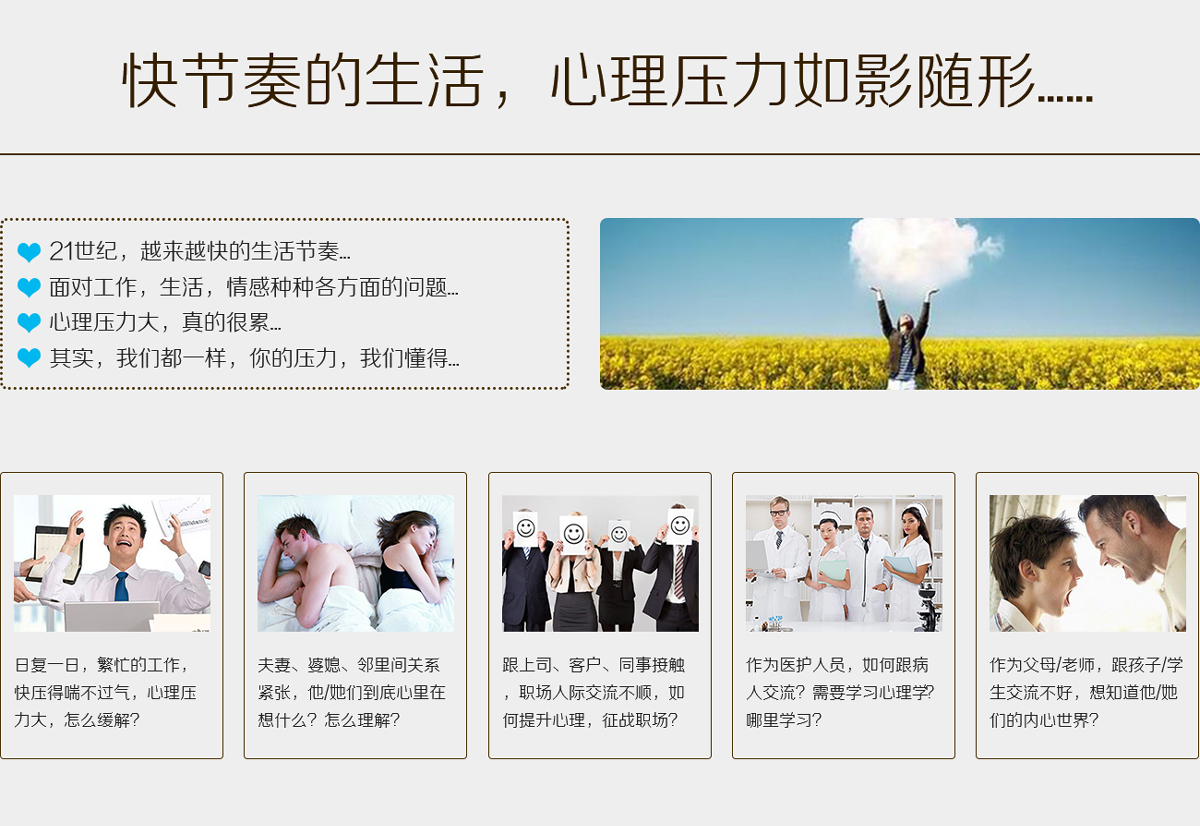 快节奏的生活，心理压力如影随形……
21世纪，越来越快的生活节奏...
面对工作，生活，情感种种各方面的问题...
心理压力大，真的很累...
其实，我们都一样，你的压力，我们懂得...
日复一日，繁忙的工作，
快压得喘不过气，心理压
力大，怎么缓解？
夫妻、婆媳、邻里间关系
紧张，他/她们到底心里在
想什么？怎么理解？
跟上司、客户、同事接触
，职场人际交流不顺，如
何提升心理，征战职场？
作为医护人员，如何跟病
人交流？需要学习心理学？
哪里学习？
作为父母/老师，跟孩子/学
生交流不好，想知道他/她
们的内心世界？